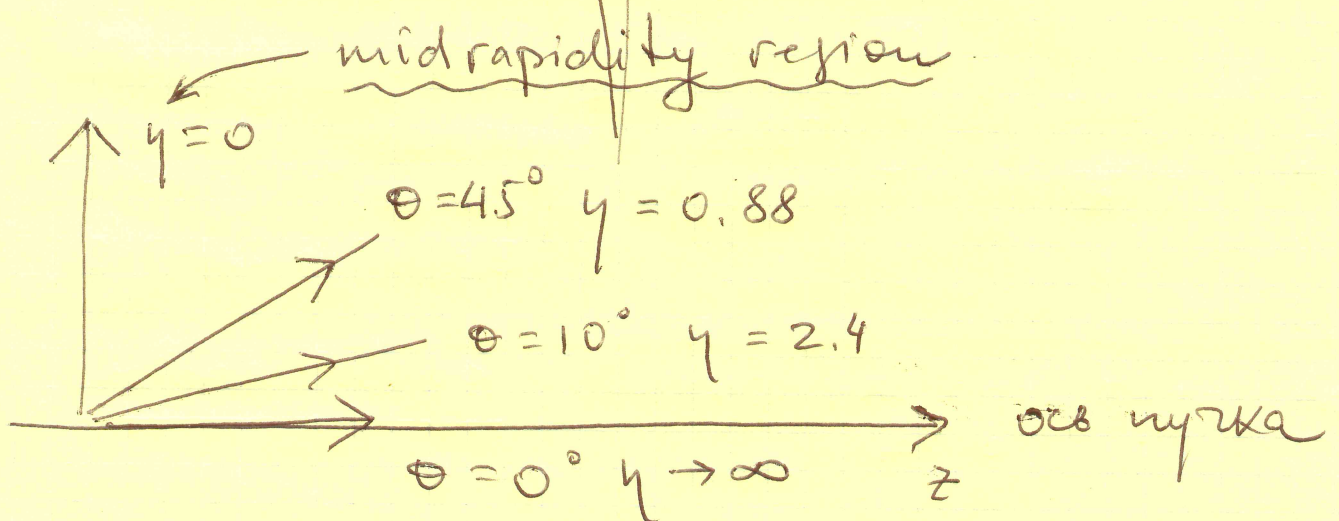 midrapidity region
η = 0
θ = 45° η = 0.88
θ = 10° η = 2.4
ось пучка
θ = 0° η → ∞ z